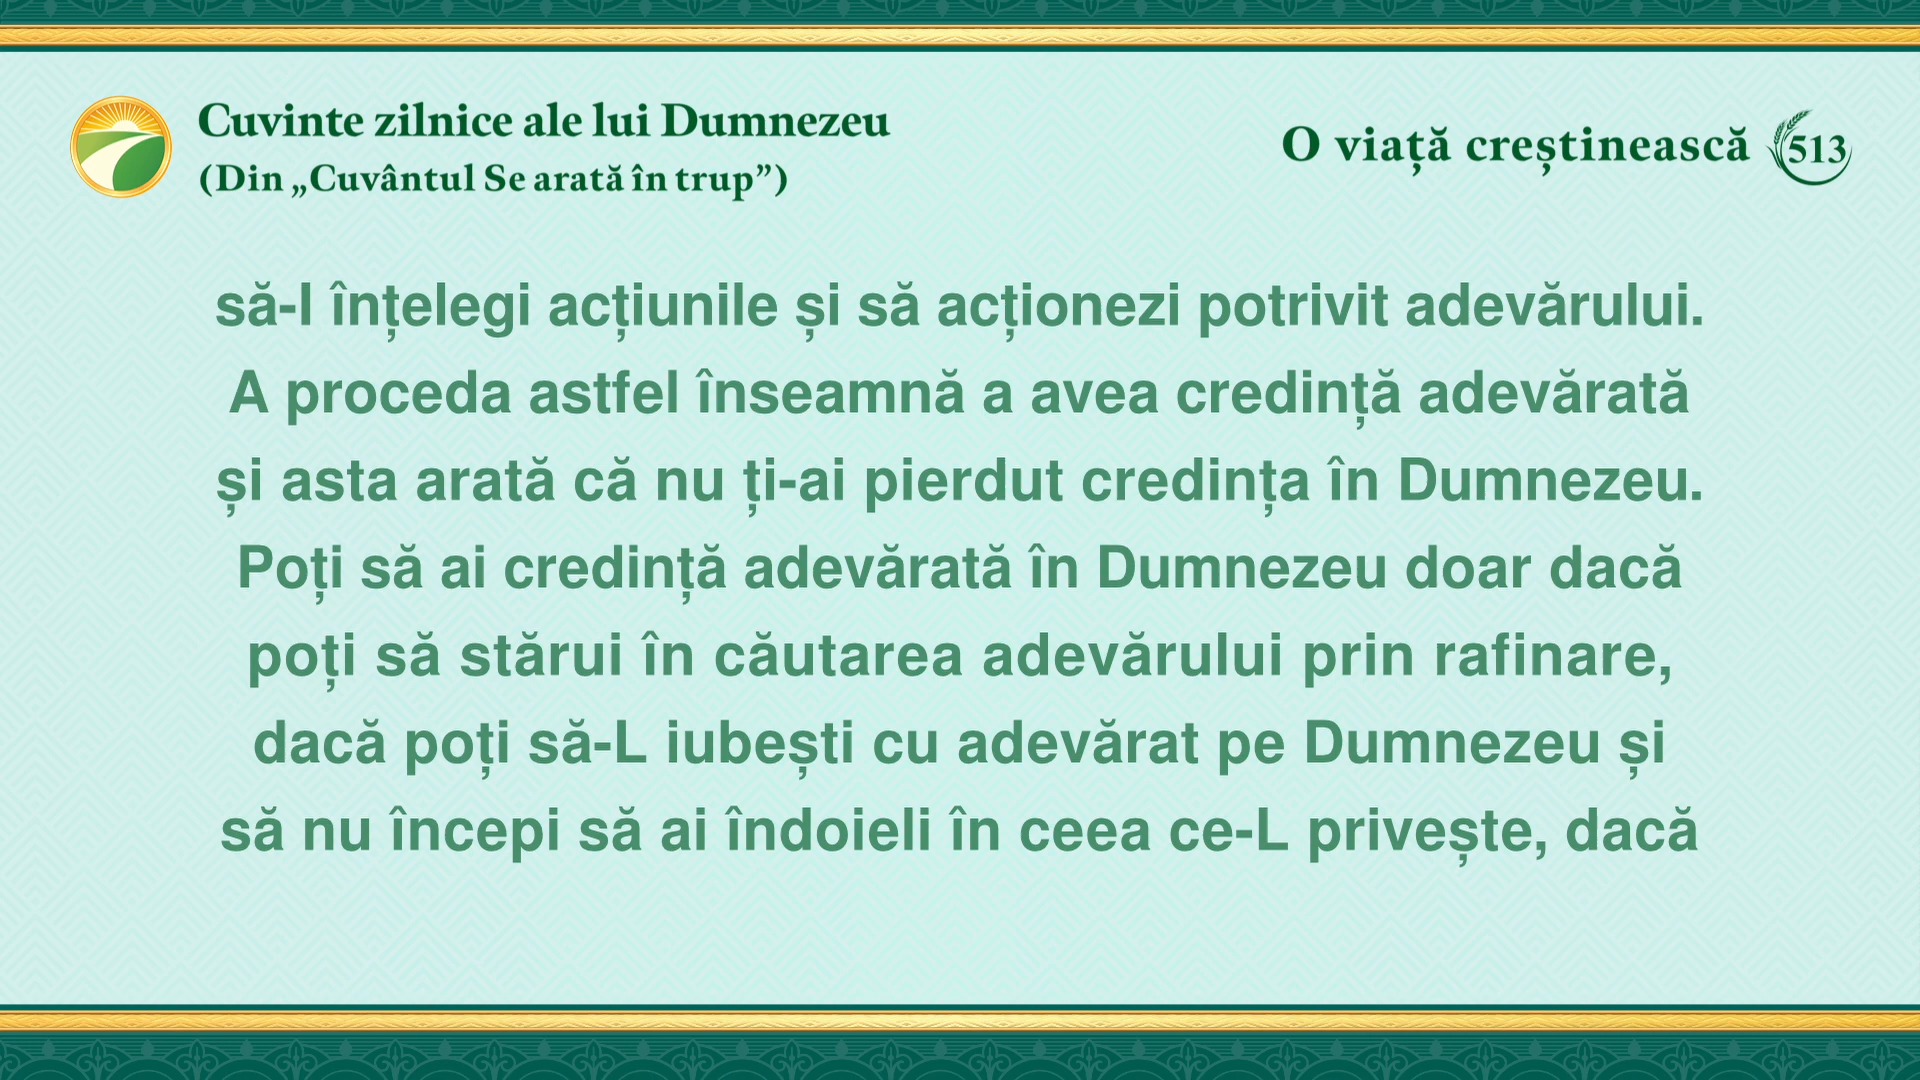 Cuvinte zilnice ale lui Dumnezeu
(Din „Cuvântul Se arată în trup”)
O viață creștinească 513
să-I înțelegi acțiunile și să acționezi potrivit adevărului.
A proceda astfel înseamnă a avea credință adevărată
și asta arată că nu ți-ai pierdut credința în Dumnezeu.
Poți să ai credință adevărată în Dumnezeu doar dacă
poți să stărui în căutarea adevărului prin rafinare,
dacă poți să-L iubești cu adevărat pe Dumnezeu și
să nu începi să ai îndoieli în ceea ce-L privește, dacă